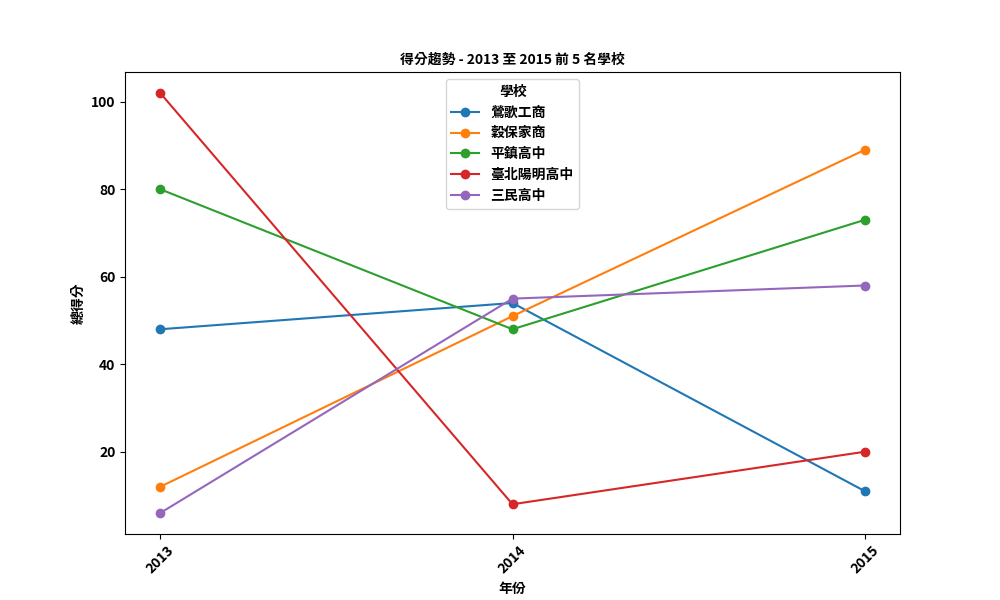 得分趨勢 - 2013 至 2015 前 5 名學校
學校
鶯歌工商
穀保家商
平鎮高中
臺北陽明高中
三民高中
總得分
100
80
60
40
20
2013
2014
2015
年份